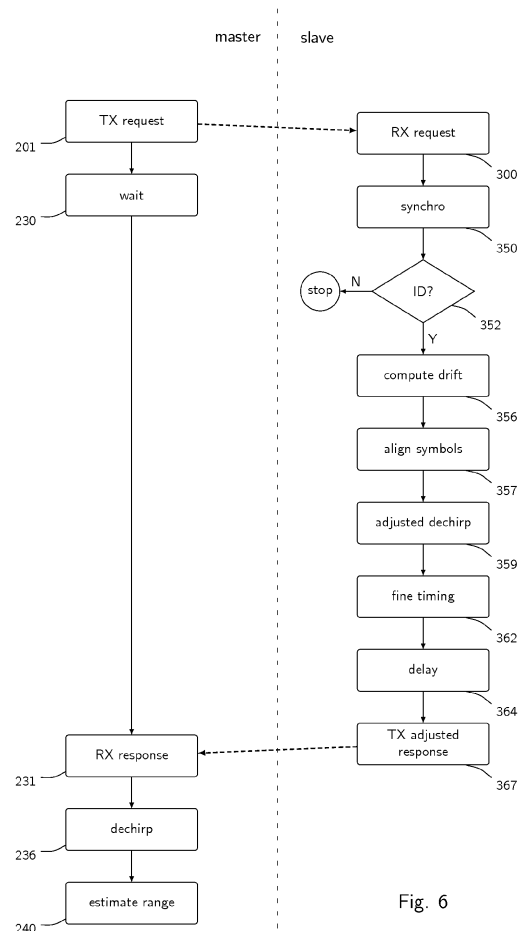 master
slave
TX request
201
RX request
300
wait
230
synchro
350
ID?
N
stop
352
Y
compute drift
356
align symbols
357
adjusted dechirp
359
fine timing
362
delay
364
TX adjusted
response
367
RX response
231
dechirp
236
estimate range
240
Fig. 6